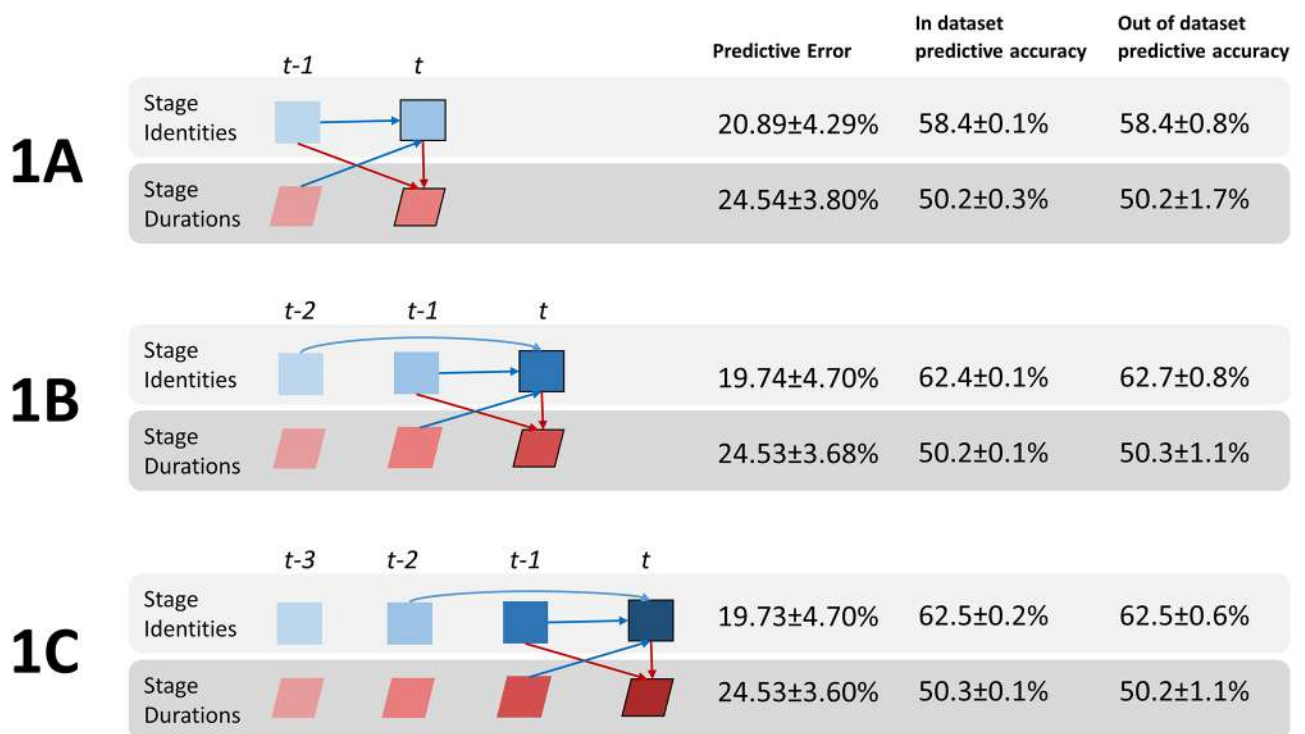 In dataset Out of dataset
Predictive Error predictive accuracy predictive accuracy
t-1 t
1A
Stage
Identities 20.89±4.29% 58.4±0.1% 58.4±0.8%
Stage
Durations 24.54±3.80% 50.2±0.3% 50.2±1.7%
t-2 t-1 t
1B
Stage
Identities 19.74±4.70% 62.4±0.1% 62.7±0.8%
Stage
Durations 24.53±3.68% 50.2±0.1% 50.3±1.1%
t-3 t-2 t-1 t
1C
Stage
Identities 19.73±4.70% 62.5±0.2% 62.5±0.6%
Stage
Durations 24.53±3.60% 50.3±0.1% 50.2±1.1%